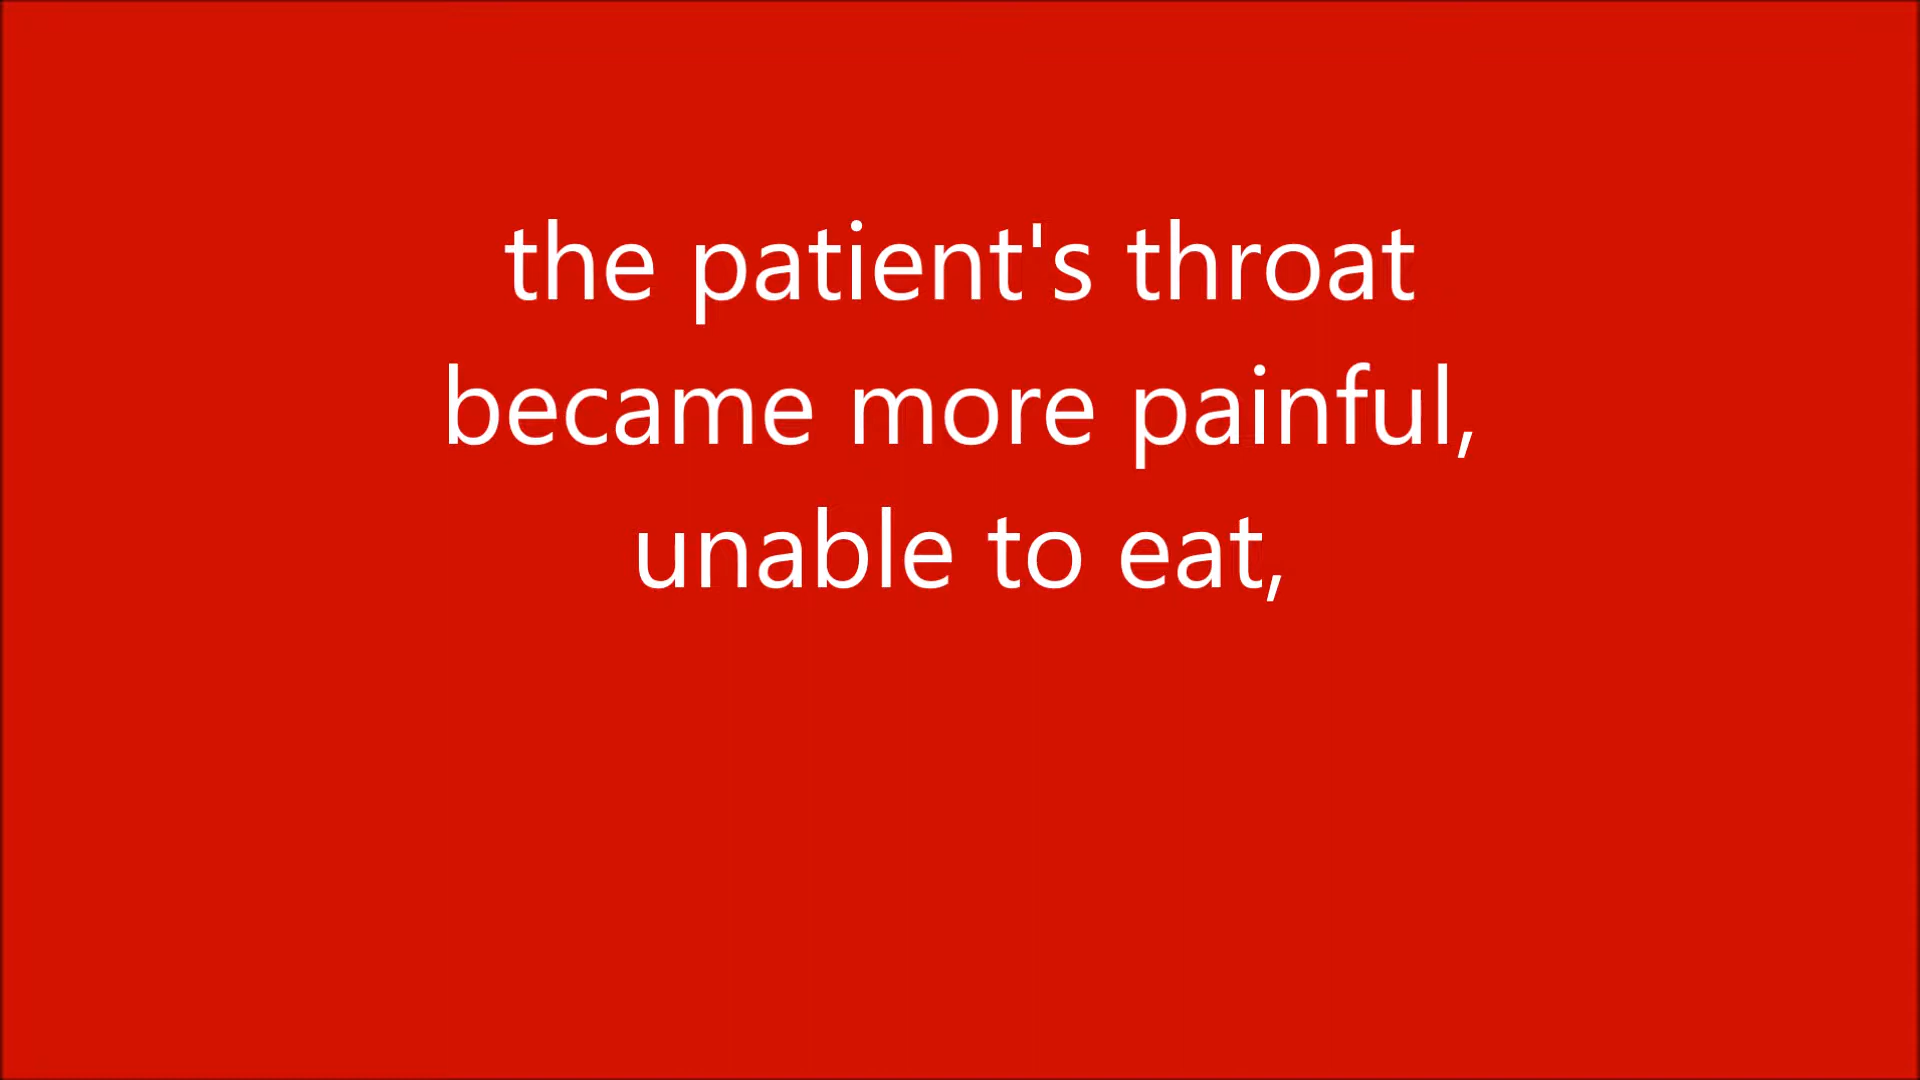 the patient's throat
became more painful,
unable to eat,